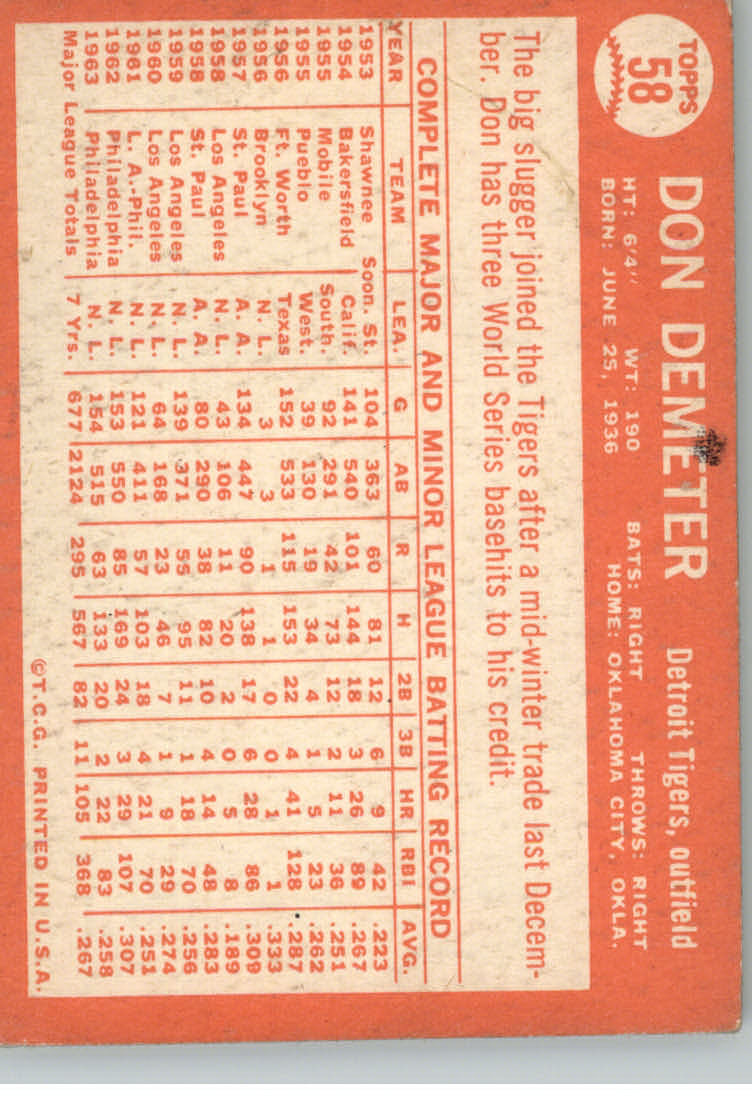 TOPPS
58
DON DEMETER Detroit Tigers, outfield
HT: 6'4" WT: 190 BATS: RIGHT THROWS: RIGHT
BORN: JUNE 25, 1936 HOME: OKLAHOMA CITY, OKLA.
The big slugger joined the Tigers after a mid-winter trade last Decem-
ber. Don has three World Series basehits to his credit.
COMPLETE MAJOR AND MINOR LEAGUE BATTING RECORD
YEAR TEAM LEA. G AB R H 2B 3B HR RBI AVG.
1953 Shawnee Soon. St. 104 363 60 81 12 6 9 42 .223
1954 Bakersfield Calif. 141 540 101 144 18 3 26 89 .267
1955 Mobile South. 92 291 42 73 12 2 11 36 .251
1955 Pueblo West. 39 130 19 34 4 1 5 23 .262
1956 Ft. Worth Texas 152 533 115 153 22 4 41 128 .287
1956 Brooklyn N. L. 3 3 1 1 0 0 1 1 .333
1957 St. Paul A. A. 134 447 90 138 17 6 28 86 .309
1958 Los Angeles N. L. 43 106 11 20 2 0 5 8 .189
1958 St. Paul A. A. 80 290 38 82 10 4 14 48 .283
1959 Los Angeles N. L. 139 371 55 95 11 1 18 70 .256
1960 Los Angeles N. L. 64 168 23 46 7 1 9 29 .274
1961 L. A.-Phil. N. L. 121 411 57 103 18 4 21 70 .251
1962 Philadelphia N. L. 153 550 85 169 24 3 29 107 .307
1963 Philadelphia N. L. 154 515 63 133 20 2 22 83 .258
Major League Totals 7 Yrs. 677 2124 295 567 82 11 105 368 .267
©T.C.G. PRINTED IN U.S.A.